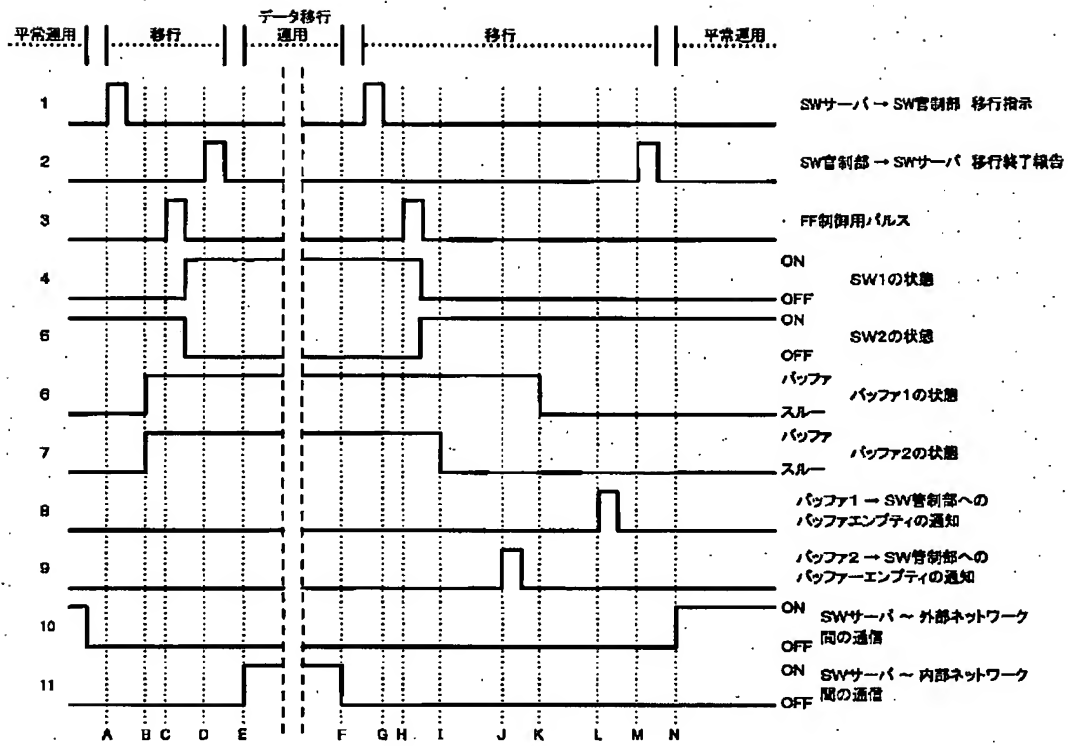 平常運用
移行
データ移行
運用
移行
平常運用
1
SWサーバ → SW官制部 移行指示
2
SW官制部 → SWサーバ 移行終了報告
3
FF制御用パルス
4
ON
SW1の状態
OFF
5
ON
SW2の状態
OFF
6
バッファ
バッファ1の状態
スルー
7
バッファ
バッファ2の状態
スルー
8
バッファ1 → SW管制部への
バッファエンプティの通知
9
バッファ2 → SW管制部への
バッファーエンプティの通知
10
ON
SWサーバ ～ 外部ネットワーク
OFF 間の通信
11
ON SWサーバ ～ 内部ネットワーク
OFF 間の通信
A B C D E F G H I J K L M N